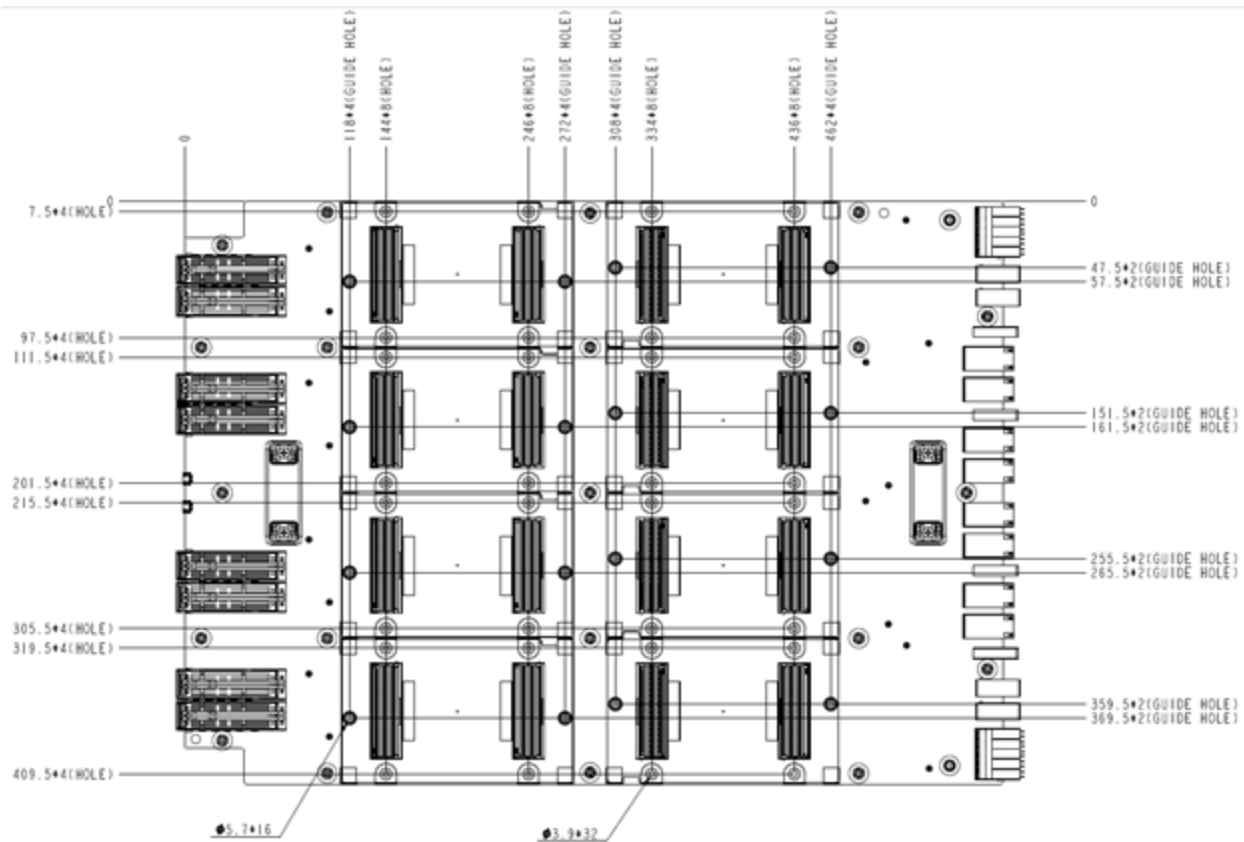 118*4(GUIDE HOLE)
144*8(HOLE)
246*8(HOLE)
272*4(GUIDE HOLE)
308*4(GUIDE HOLE)
334*8(HOLE)
436*8(HOLE)
462*4(GUIDE HOLE)
0
0
0
7.5*4(HOLE)
47.5*2(GUIDE HOLE)
57.5*2(GUIDE HOLE)
97.5*4(HOLE)
111.5*4(HOLE)
151.5*2(GUIDE HOLE)
161.5*2(GUIDE HOLE)
201.5*4(HOLE)
215.5*4(HOLE)
255.5*2(GUIDE HOLE)
265.5*2(GUIDE HOLE)
305.5*4(HOLE)
319.5*4(HOLE)
359.5*2(GUIDE HOLE)
369.5*2(GUIDE HOLE)
409.5*4(HOLE)
ø5.7*16
ø3.9*32